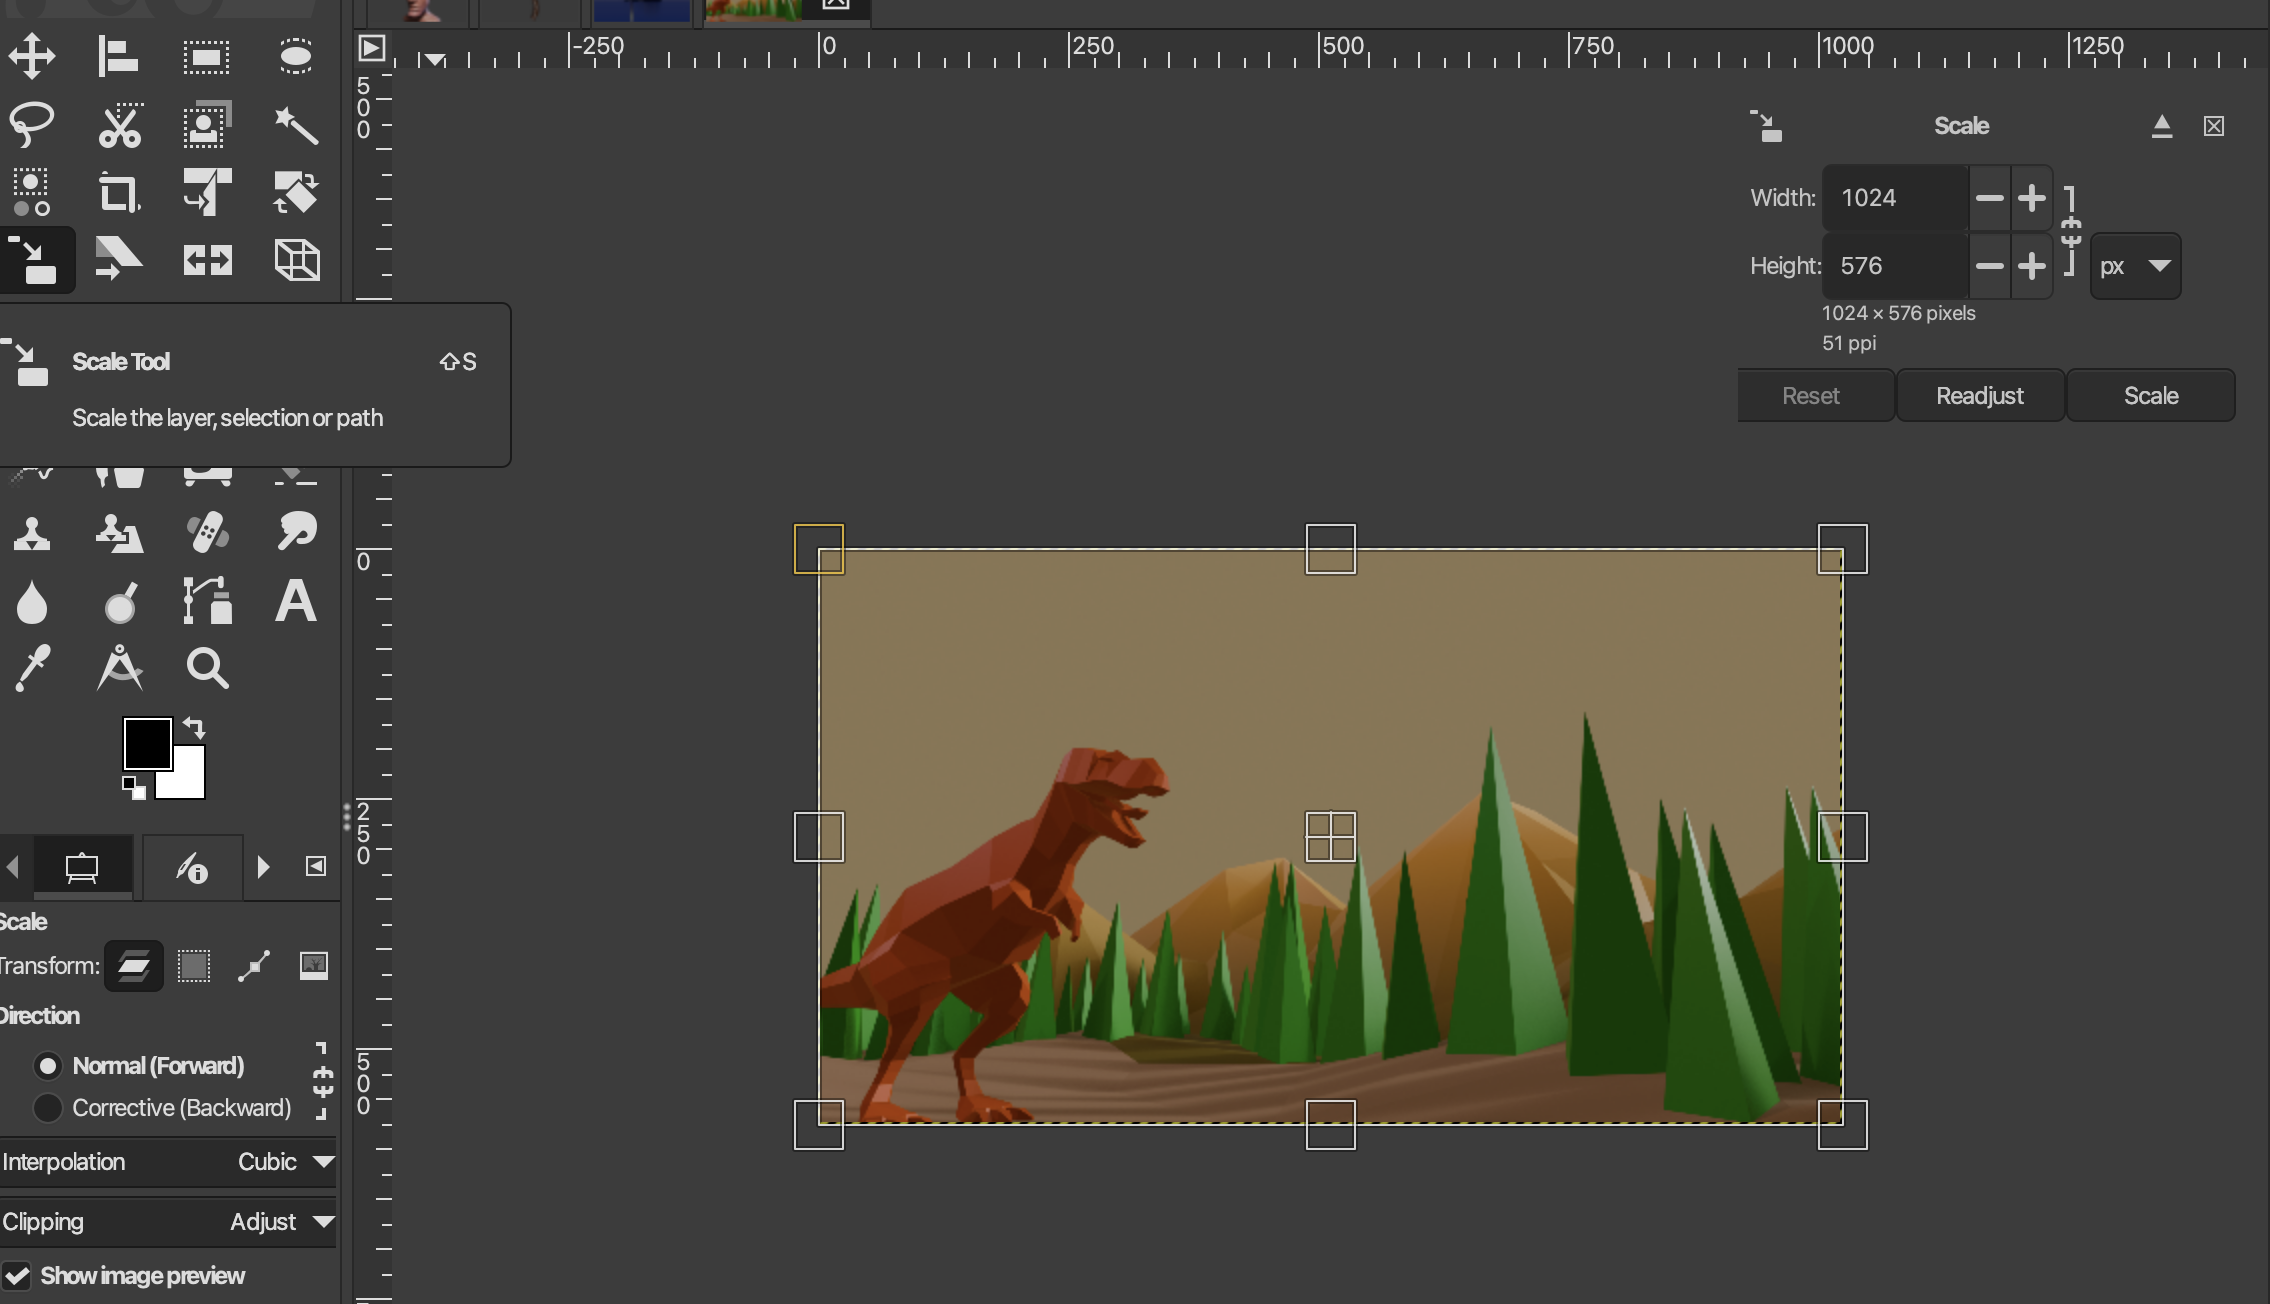 -250
0
250
500
750
1000
1250
500
Scale
Width:
1024
Height:
576
px
1024 × 576 pixels
51 ppi
Reset
Readjust
Scale
Scale Tool
⇧S
Scale the layer, selection or path
A
0
250
500
Scale
Transform:
Direction
Normal (Forward)
Corrective (Backward)
Interpolation
Cubic
Clipping
Adjust
Show image preview